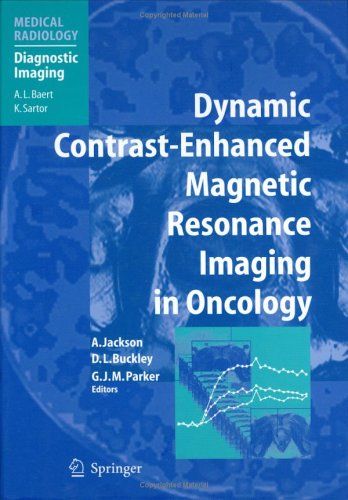 MEDICAL
RADIOLOGY
Diagnostic
Imaging
A.L.Baert
K.Sartor
Dynamic
Contrast-Enhanced
Magnetic
Resonance
Imaging
in Oncology
A.Jackson
D.L.Buckley
G.J.M.Parker
Editors
Springer